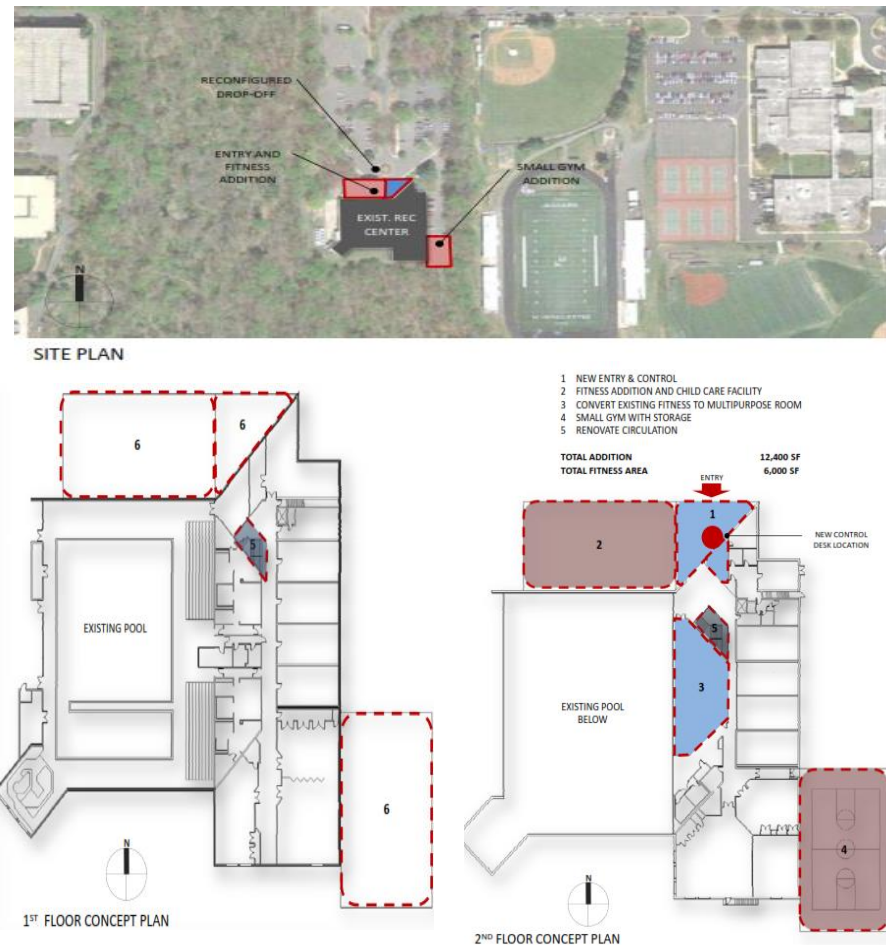 RECONFIGURED
DROP-OFF
ENTRY AND
FITNESS
ADDITION
SMALL GYM
ADDITION
EXIST. REC
CENTER
N
SITE PLAN
1 NEW ENTRY & CONTROL
2 FITNESS ADDITION AND CHILD CARE FACILITY
3 CONVERT EXISTING FITNESS TO MULTIPURPOSE ROOM
4 SMALL GYM WITH STORAGE
5 RENOVATE CIRCULATION
TOTAL ADDITION 12,400 SF
TOTAL FITNESS AREA 6,000 SF
6
6
5
EXISTING POOL
6
N
1ST FLOOR CONCEPT PLAN
ENTRY
1
2
NEW CONTROL
DESK LOCATION
5
3
EXISTING POOL
BELOW
4
N
2ND FLOOR CONCEPT PLAN